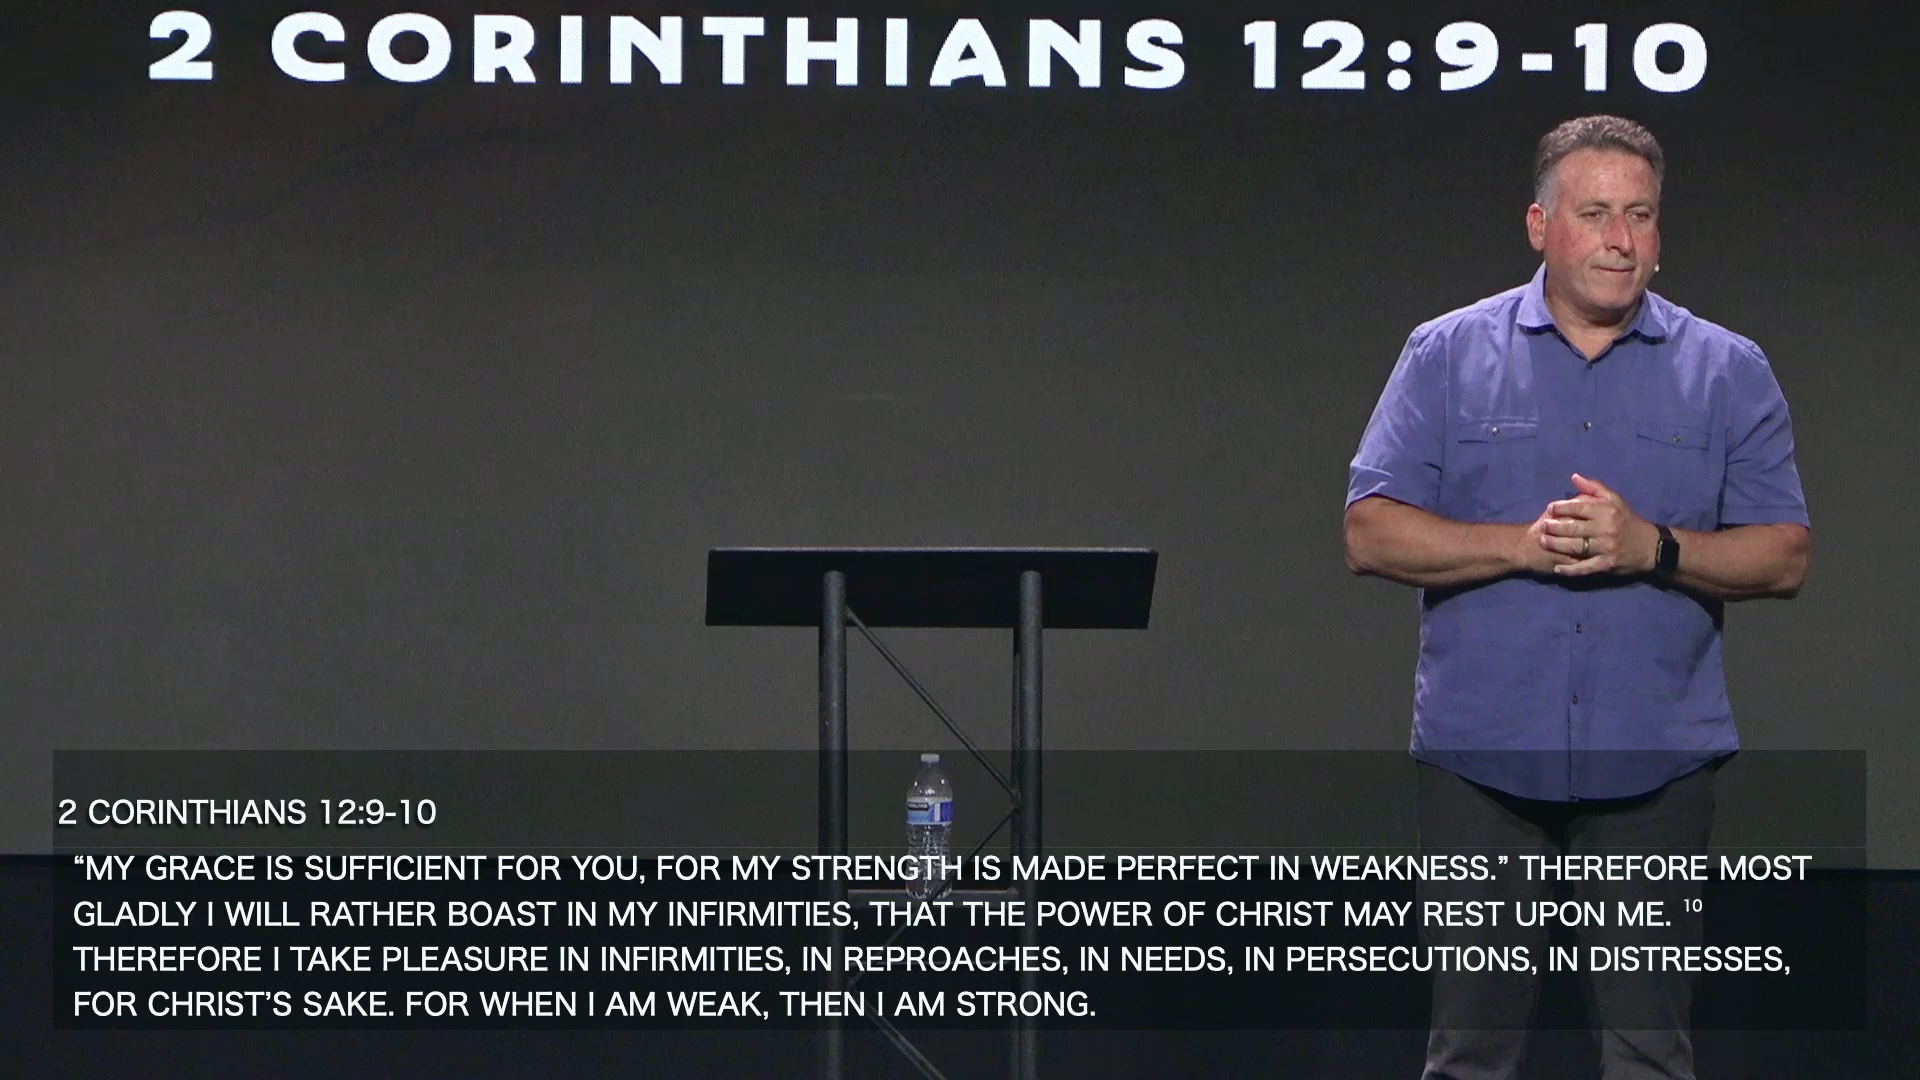 2 CORINTHIANS 12:9-10
2 CORINTHIANS 12:9-10
“MY GRACE IS SUFFICIENT FOR YOU, FOR MY STRENGTH IS MADE PERFECT IN WEAKNESS.” THEREFORE MOST
GLADLY I WILL RATHER BOAST IN MY INFIRMITIES, THAT THE POWER OF CHRIST MAY REST UPON ME. ¹⁰
THEREFORE I TAKE PLEASURE IN INFIRMITIES, IN REPROACHES, IN NEEDS, IN PERSECUTIONS, IN DISTRESSES,
FOR CHRIST’S SAKE. FOR WHEN I AM WEAK, THEN I AM STRONG.